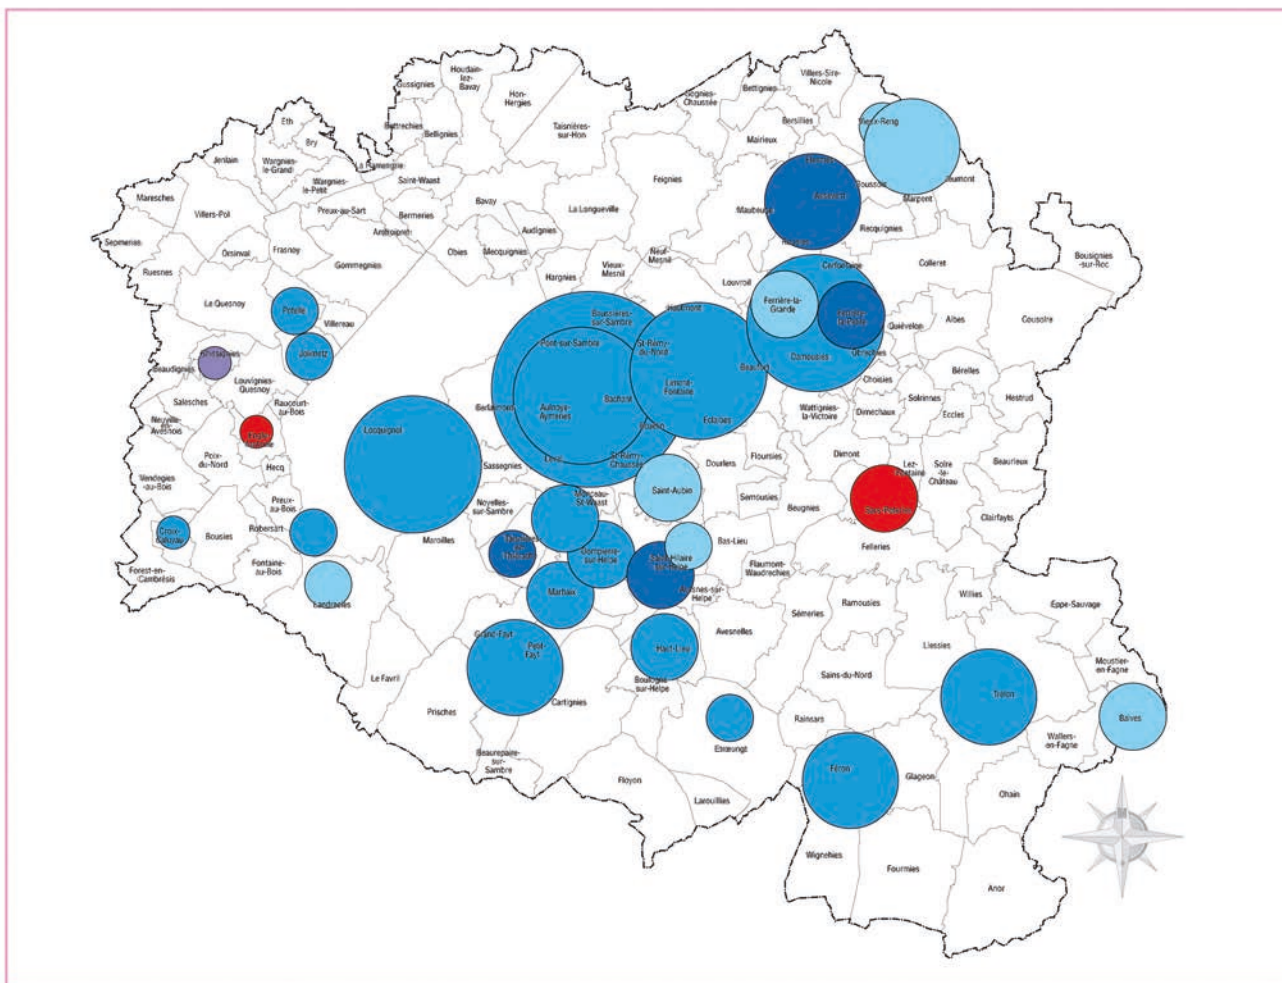 Villers-Sire-
Nicole
Houdain-
lez-
Bavay
Gussignies
Hon-
Hergies
Bettignies
Gognies-
Chaussée
Vieux-Reng
Bersillies
Mairieux
Eth
Bry
Bettrechies
Bellignies
Taisnières-
sur-Hon
Jenlain
Wargnies-
le-Grand
La Flamengrie
Saint-Waast
Wargnies-
le-Petit
Feignies
Jeumont
Marpent
Boussois
Assevent
Maubeuge
Recquignies
Maresches
Villers-Pol
Preux-au-Sart
Bermeries
Bavay
La Longueville
Amfroipret
Audignies
Sepmeries
Orsinval
Frasnoy
Obies
Mecquignies
Neuf-
Mesnil
Ruesnes
Gommegnies
Hargnies
Vieux-
Mesnil
Louvroil
Cerfontaine
Colleret
Bousignies
-sur-Roc
Le Quesnoy
Potelle
Villereau
Boussières-
sur-Sambre
Hautmont
Ferrière-la-
Grande
Quiévelon
Aibes
Cousolre
Jolimetz
Pont-sur-Sambre
St-Rémy-
du-Nord
Damousies
Obrechies
Beaudignies
Louvignies-
Quesnoy
Beaufort
Bérelles
Salesches
Raucourt-
au-Bois
Berlaimont
Bachant
Limont-
Fontaine
Choisies
Solrinnes
Hestrud
Neuville-
en-
Avesnois
Aulnoye-
Aymeries
Eclaibes
Wattignies-
la-Victoire
Dimechaux
Eccles
Locquignol
Poix-
du-Nord
Hecq
Leval
St-Rémy-
Chaussée
Dourlers
Floursies
Dimont
Lez-
Fontaine
Solre
-le-
Château
Beaurieux
Sassegnies
Vendegies
-au-Bois
Saint-Aubin
Semousies
Beugnies
Clairfayts
Preux-
au-Bois
Noyelles-
sur-Sambre
Monceau-
St-Waast
Robersart
Croix-
Caluyau
Bousies
Maroilles
Bas-Lieu
Felleries
Dompierre-
sur-Helpe
Forest-en-
Cambrésis
Fontaine-
au-Bois
Flaumont-
Waudrechies
Landrecies
Marbaix
Avesnes-sur-
Helpe
Sémeries
Ramousies
Willies
Eppe-Sauvage
Grand-Fayt
Petit-
Fayt
Haut-Lieu
Avesnelles
Liessies
Moustier-
en-Fagne
Le Favril
Boulogne-
sur-Helpe
Sains-du-Nord
Prisches
Cartignies
Trélon
Baives
Rainsars
Wallers-
en-Fagne
Etroeungt
Beaurepaire-
sur-
Sambre
Féron
Glageon
Floyon
Larouillies
Ohain
Wignehies
Fourmies
Anor